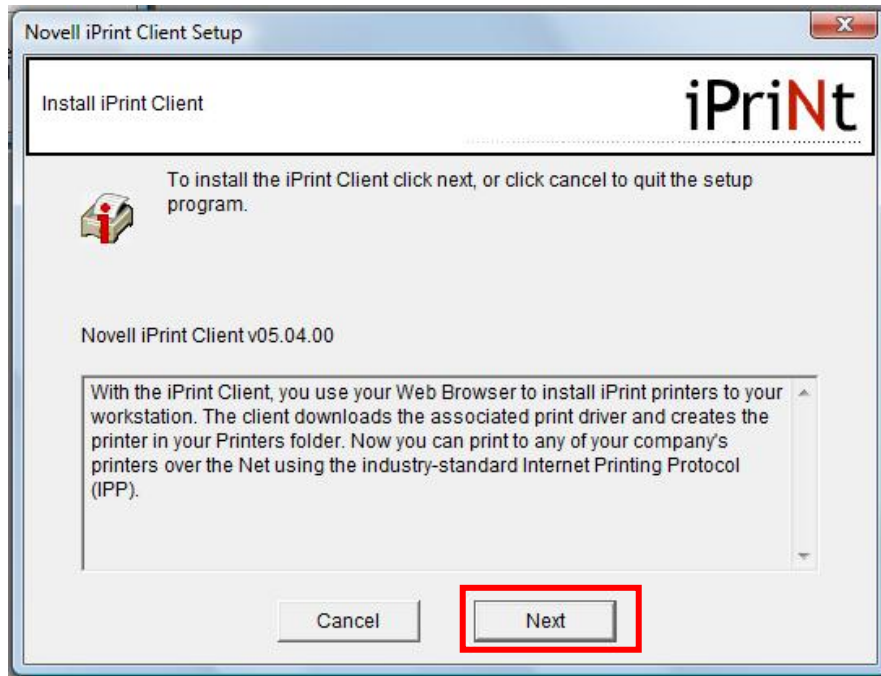 Novell iPrint Client Setup
Install iPrint Client
iPriNt
To install the iPrint Client click next, or click cancel to quit the setup
program.
Novell iPrint Client v05.04.00
With the iPrint Client, you use your Web Browser to install iPrint printers to your
workstation. The client downloads the associated print driver and creates the
printer in your Printers folder. Now you can print to any of your company's
printers over the Net using the industry-standard Internet Printing Protocol
(IPP).
Cancel
Next